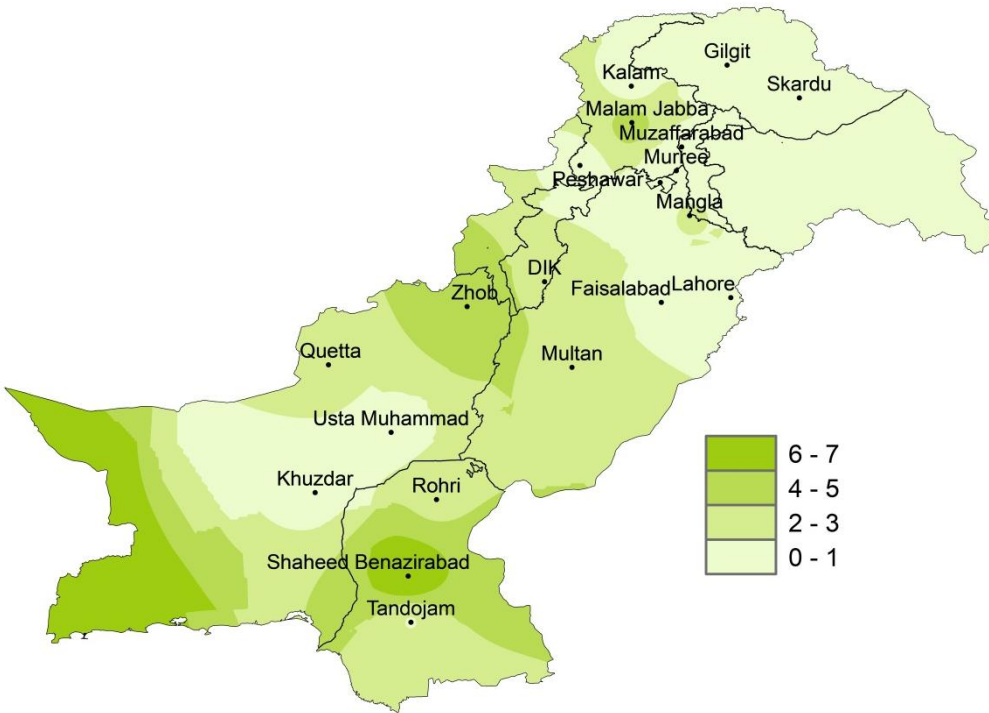 Gilgit
Kalam
Skardu
Malam Jabba
Muzaffarabad
Murree
Peshawar
Mangla
DIK
Zhob
Faisalabad
Lahore
Quetta
Multan
Usta Muhammad
Khuzdar
Rohri
Shaheed Benazirabad
Tandojam
6 - 7
4 - 5
2 - 3
0 - 1